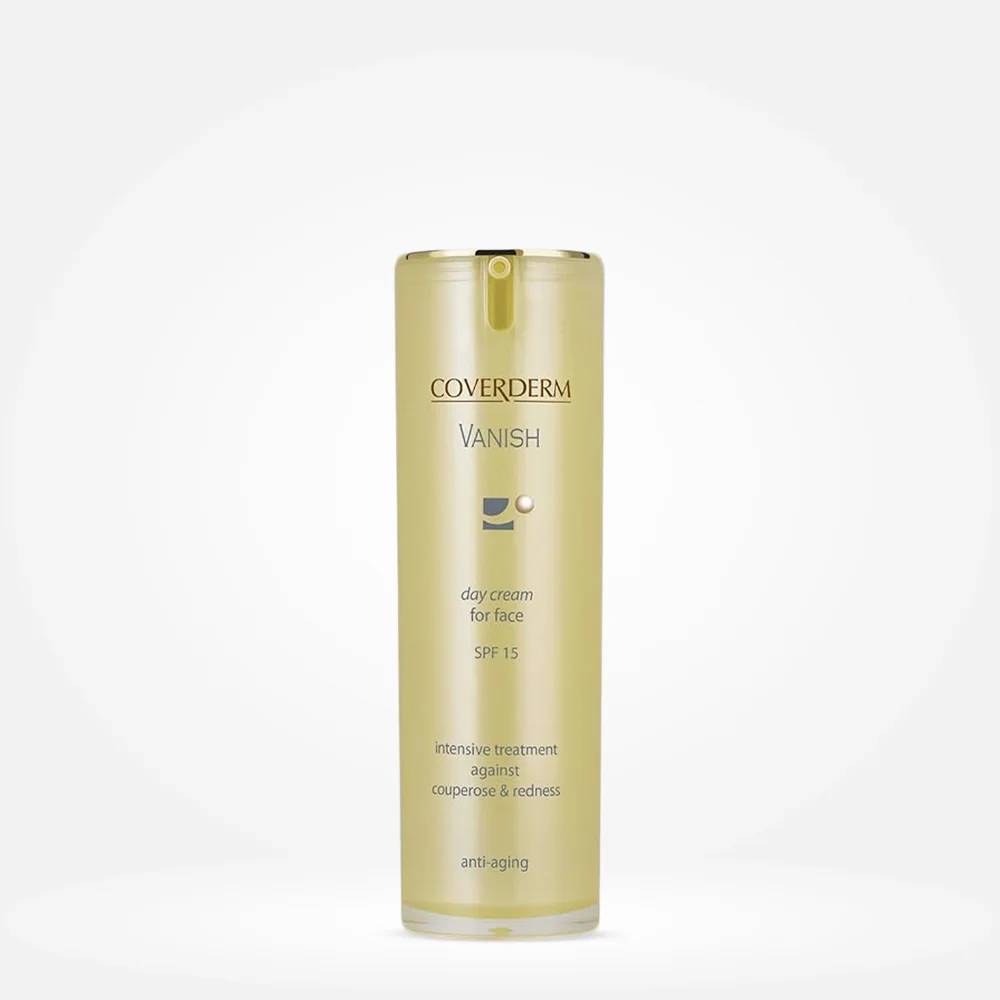 COVERDERM
VANISH
day cream
for face
SPF 15
intensive treatment
against
couperose & redness
anti-aging